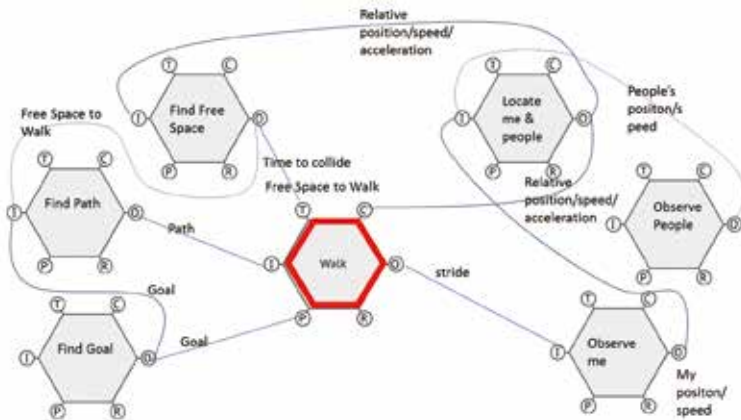 Relative
position/speed/
acceleration
T
C
I
O
P
R
Find Free
Space
T
C
I
O
P
R
Locate
me &
people
People's
positon/s
peed
Free Space to
Walk
Time to collide
Free Space to Walk
Relative
position/speed/
acceleration
T
C
I
O
P
R
Find Path
Path
T
C
I
O
P
R
Walk
stride
T
C
I
O
P
R
Observe
People
Goal
Goal
T
C
I
O
P
R
Find Goal
T
C
I
O
P
R
Observe
me
My
positon/
speed